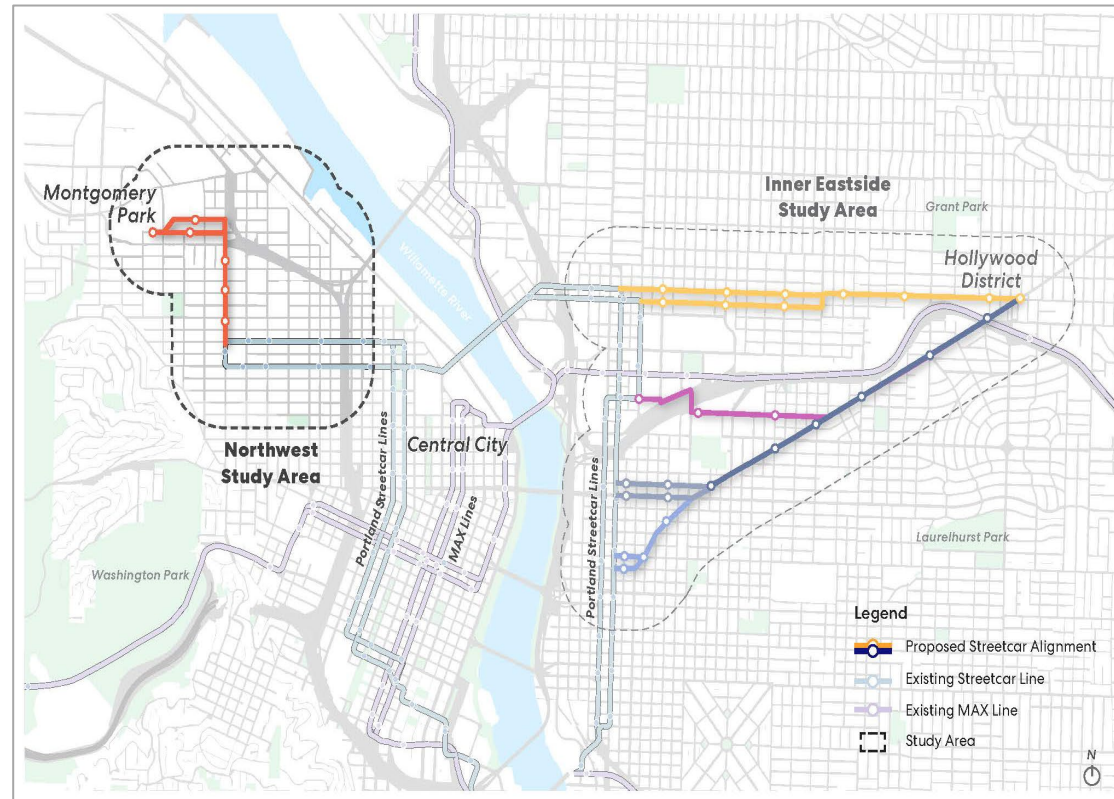 Montgomery
Park
Inner Eastside
Study Area
Grant Park
Hollywood
District
Willamette River
Northwest
Study Area
Central City
Portland Streetcar Lines
MAX Lines
Portland Streetcar Lines
Washington Park
Laurelhurst Park
Legend
Proposed Streetcar Alignment
Existing Streetcar Line
Existing MAX Line
Study Area
N